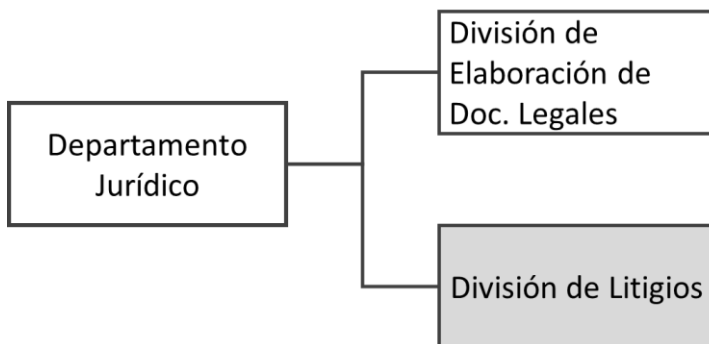 División de
Elaboración de
Doc. Legales
Departamento
Jurídico
División de Litigios